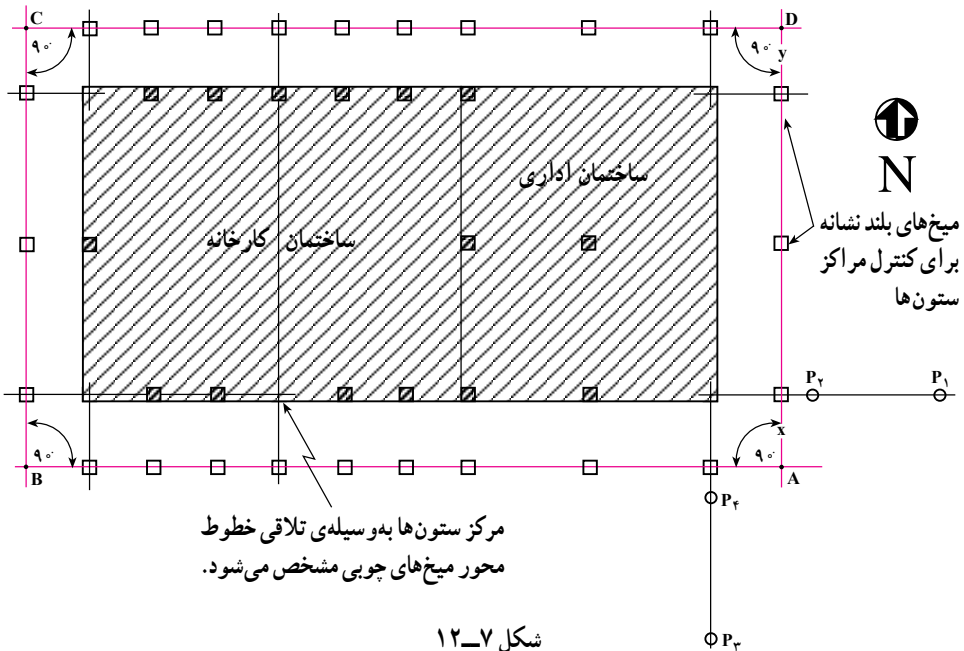 C
D
۹۰°
۹۰°
y
N
ساختمان اداری
ساختمان کارخانه
میخ‌های بلند نشانه
برای کنترل مراکز
ستون‌ها
P۲
P۱
x
۹۰°
۹۰°
B
A
P۴
مرکز ستون‌ها به‌وسیله‌ی تلاقی خطوط
محور میخ‌های چوبی مشخص می‌شود.
P۳
شکل ۷ــ۱۲